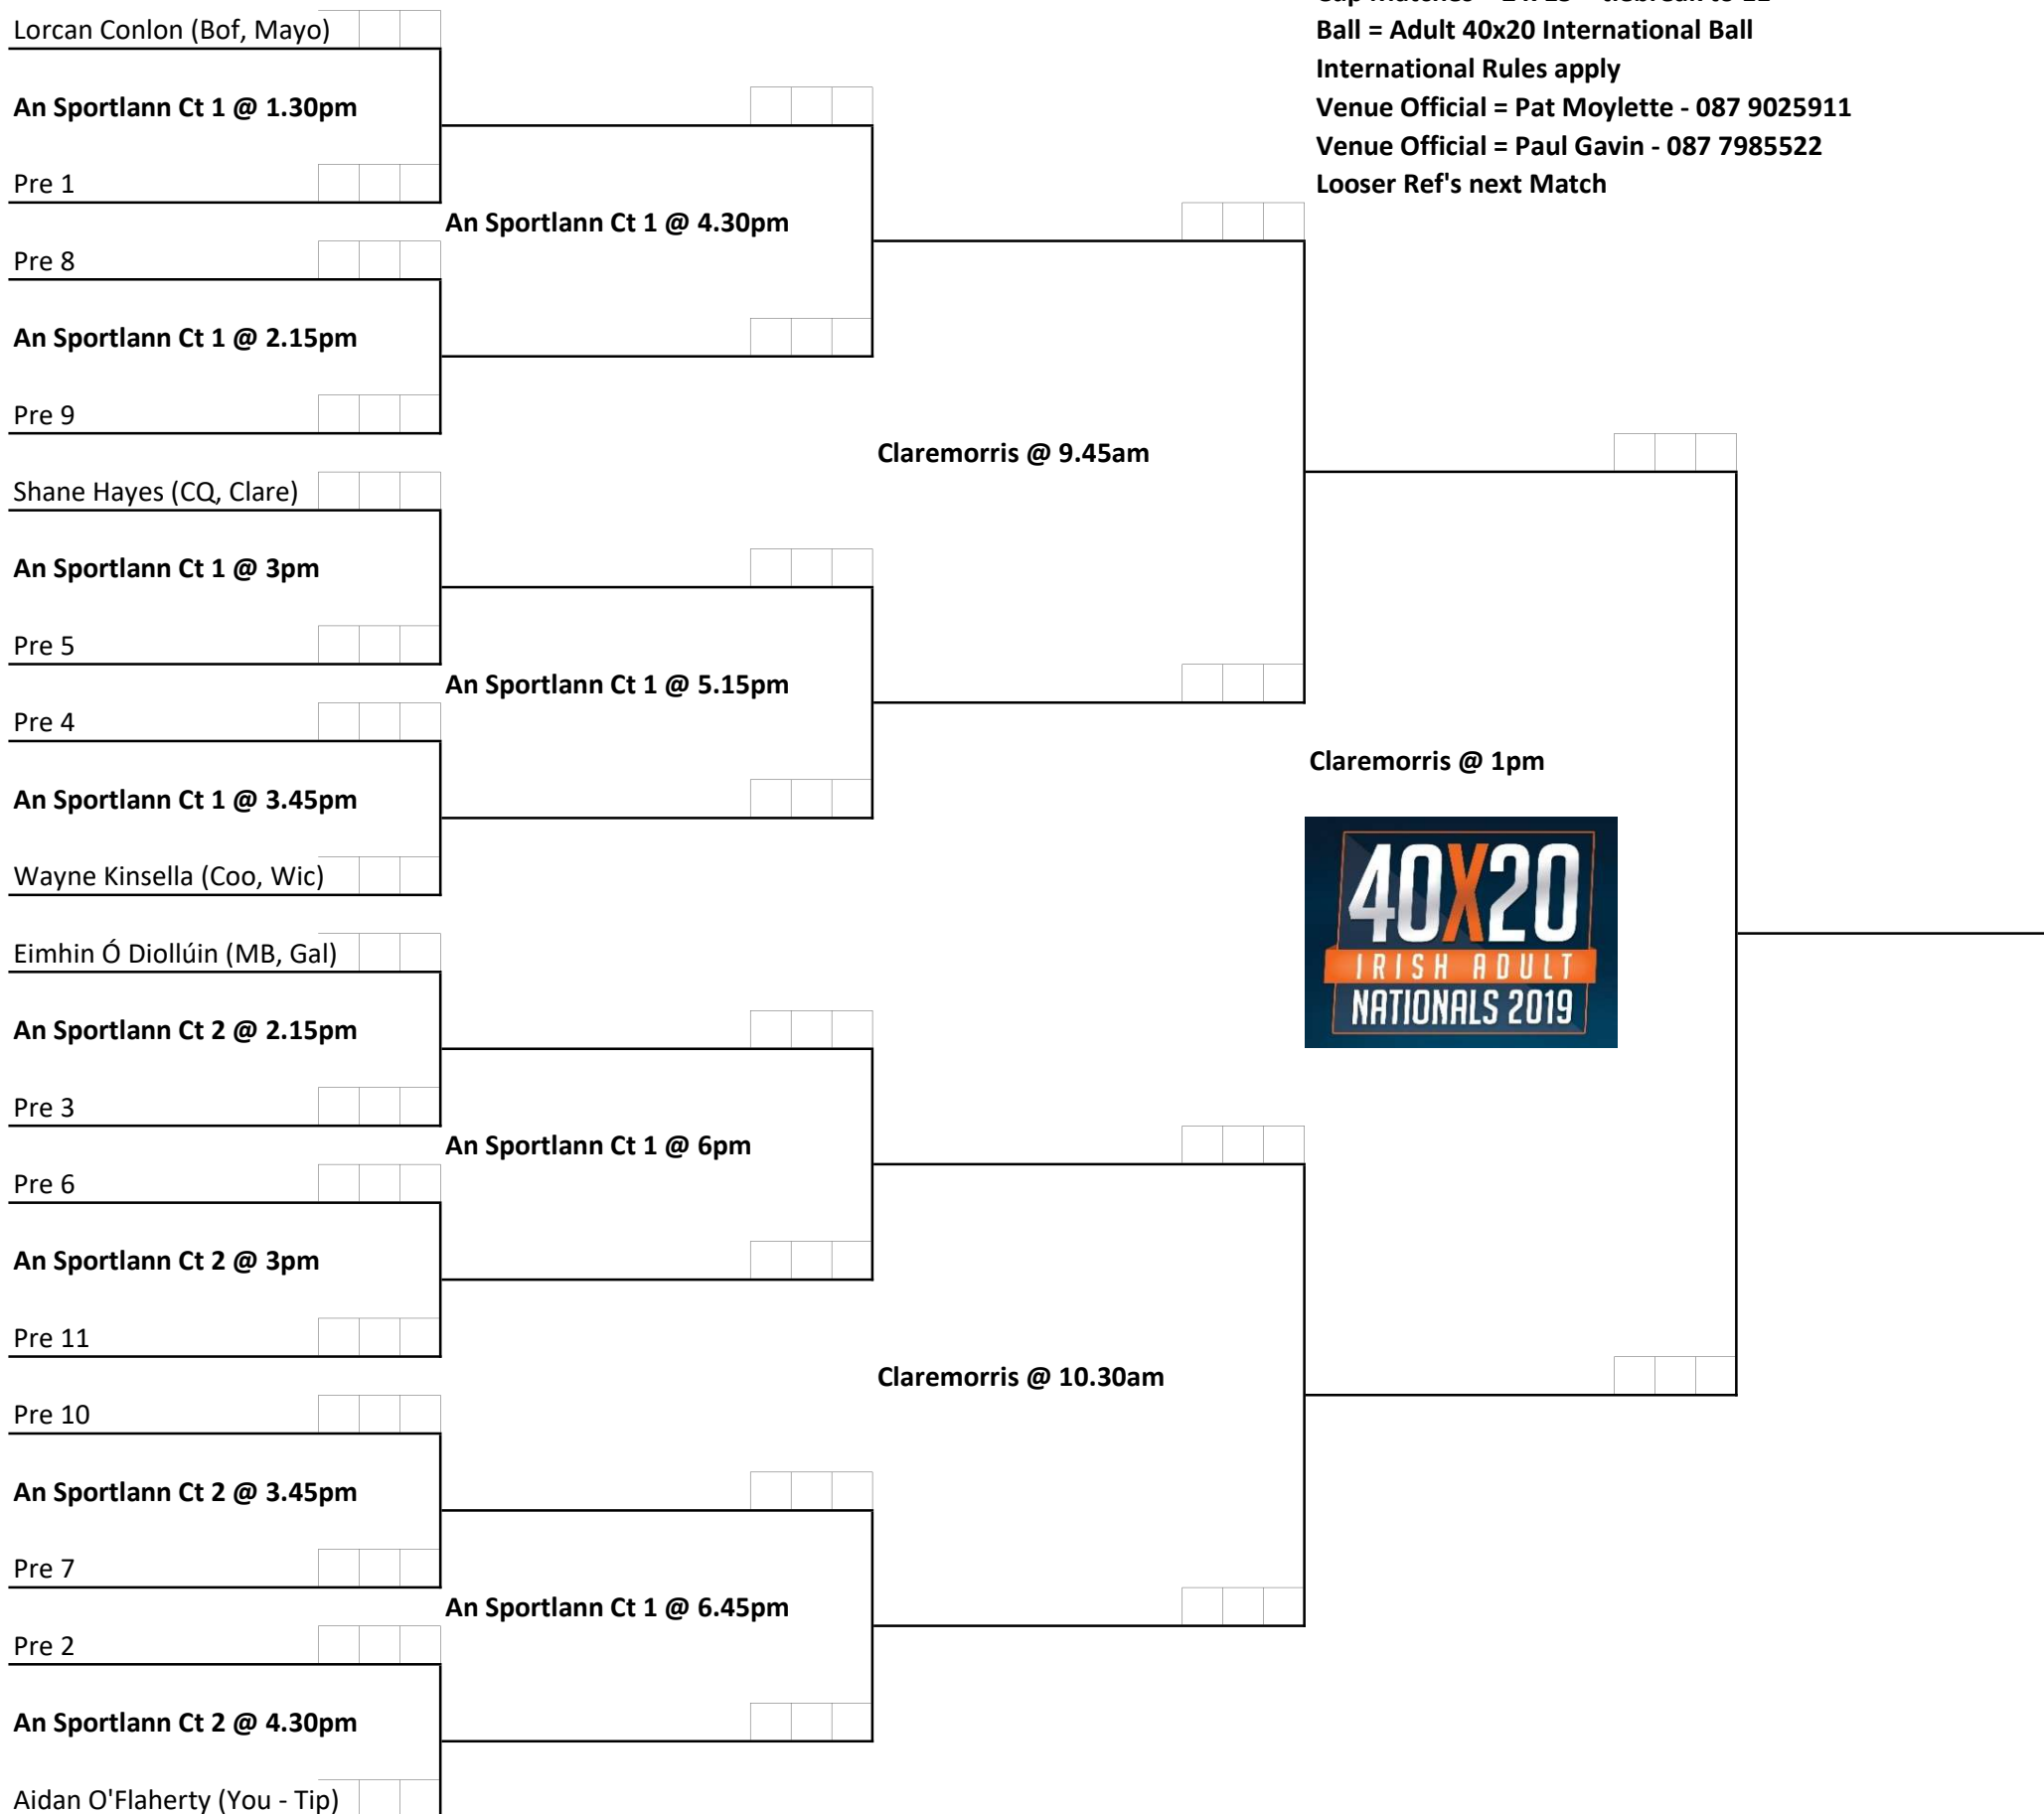 Ball = Adult 40x20 International Ball
International Rules apply
Venue Official = Pat Moylette - 087 9025911
Venue Official = Paul Gavin - 087 7985522
Looser Ref's next Match
Lorcan Conlon (Bof, Mayo)
An Sportlann Ct 1 @ 1.30pm
Pre 1
An Sportlann Ct 1 @ 4.30pm
Pre 8
An Sportlann Ct 1 @ 2.15pm
Pre 9
Claremorris @ 9.45am
Shane Hayes (CQ, Clare)
An Sportlann Ct 1 @ 3pm
Pre 5
An Sportlann Ct 1 @ 5.15pm
Pre 4
Claremorris @ 1pm
An Sportlann Ct 1 @ 3.45pm
Wayne Kinsella (Coo, Wic)
40X20
IRISH ADULT
NATIONALS 2019
Eimhin Ó Diollúin (MB, Gal)
An Sportlann Ct 2 @ 2.15pm
Pre 3
An Sportlann Ct 1 @ 6pm
Pre 6
An Sportlann Ct 2 @ 3pm
Pre 11
Claremorris @ 10.30am
Pre 10
An Sportlann Ct 2 @ 3.45pm
Pre 7
An Sportlann Ct 1 @ 6.45pm
Pre 2
An Sportlann Ct 2 @ 4.30pm
Aidan O'Flaherty (You - Tip)